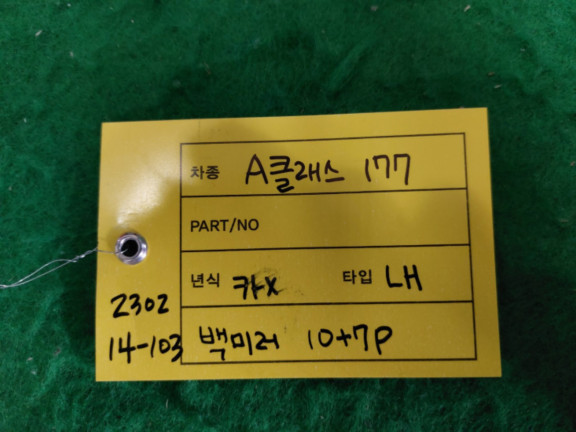 차종 A클래스 177
PART/NO
년식 카x 타입 LH
2302
14-103 백미러 10+7P